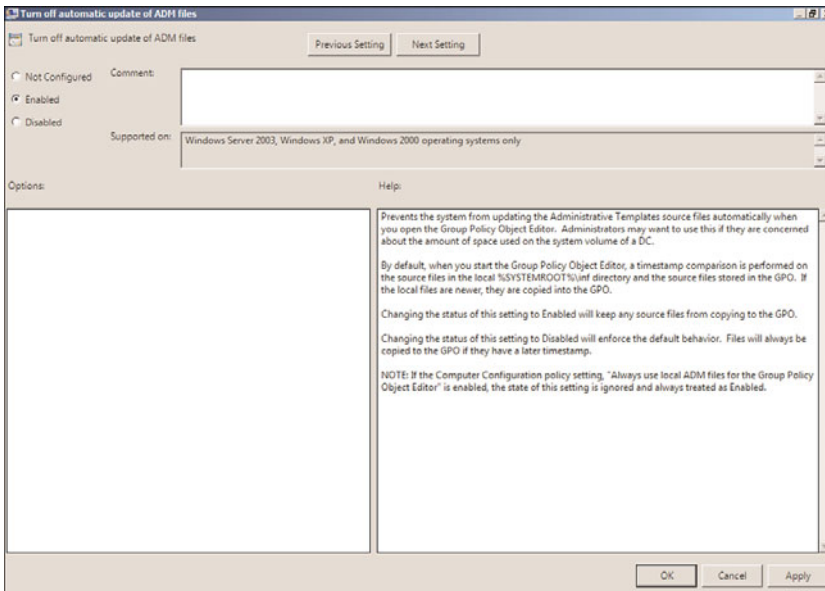 Turn off automatic update of ADM files
Turn off automatic update of ADM files
Previous Setting
Next Setting
Not Configured
Comment:
Enabled
Disabled
Supported on:
Windows Server 2003, Windows XP, and Windows 2000 operating systems only
Options:
Help:
Prevents the system from updating the Administrative Templates source files automatically when
you open the Group Policy Object Editor. Administrators may want to use this if they are concerned
about the amount of space used on the system volume of a DC.
By default, when you start the Group Policy Object Editor, a timestamp comparison is performed on
the source files in the local %SYSTEMROOT%\inf directory and the source files stored in the GPO. If
the local files are newer, they are copied into the GPO.
Changing the status of this setting to Enabled will keep any source files from copying to the GPO.
Changing the status of this setting to Disabled will enforce the default behavior. Files will always be
copied to the GPO if they have a later timestamp.
NOTE: If the Computer Configuration policy setting, "Always use local ADM files for the Group Policy
Object Editor" is enabled, the state of this setting is ignored and always treated as Enabled.
OK
Cancel
Apply